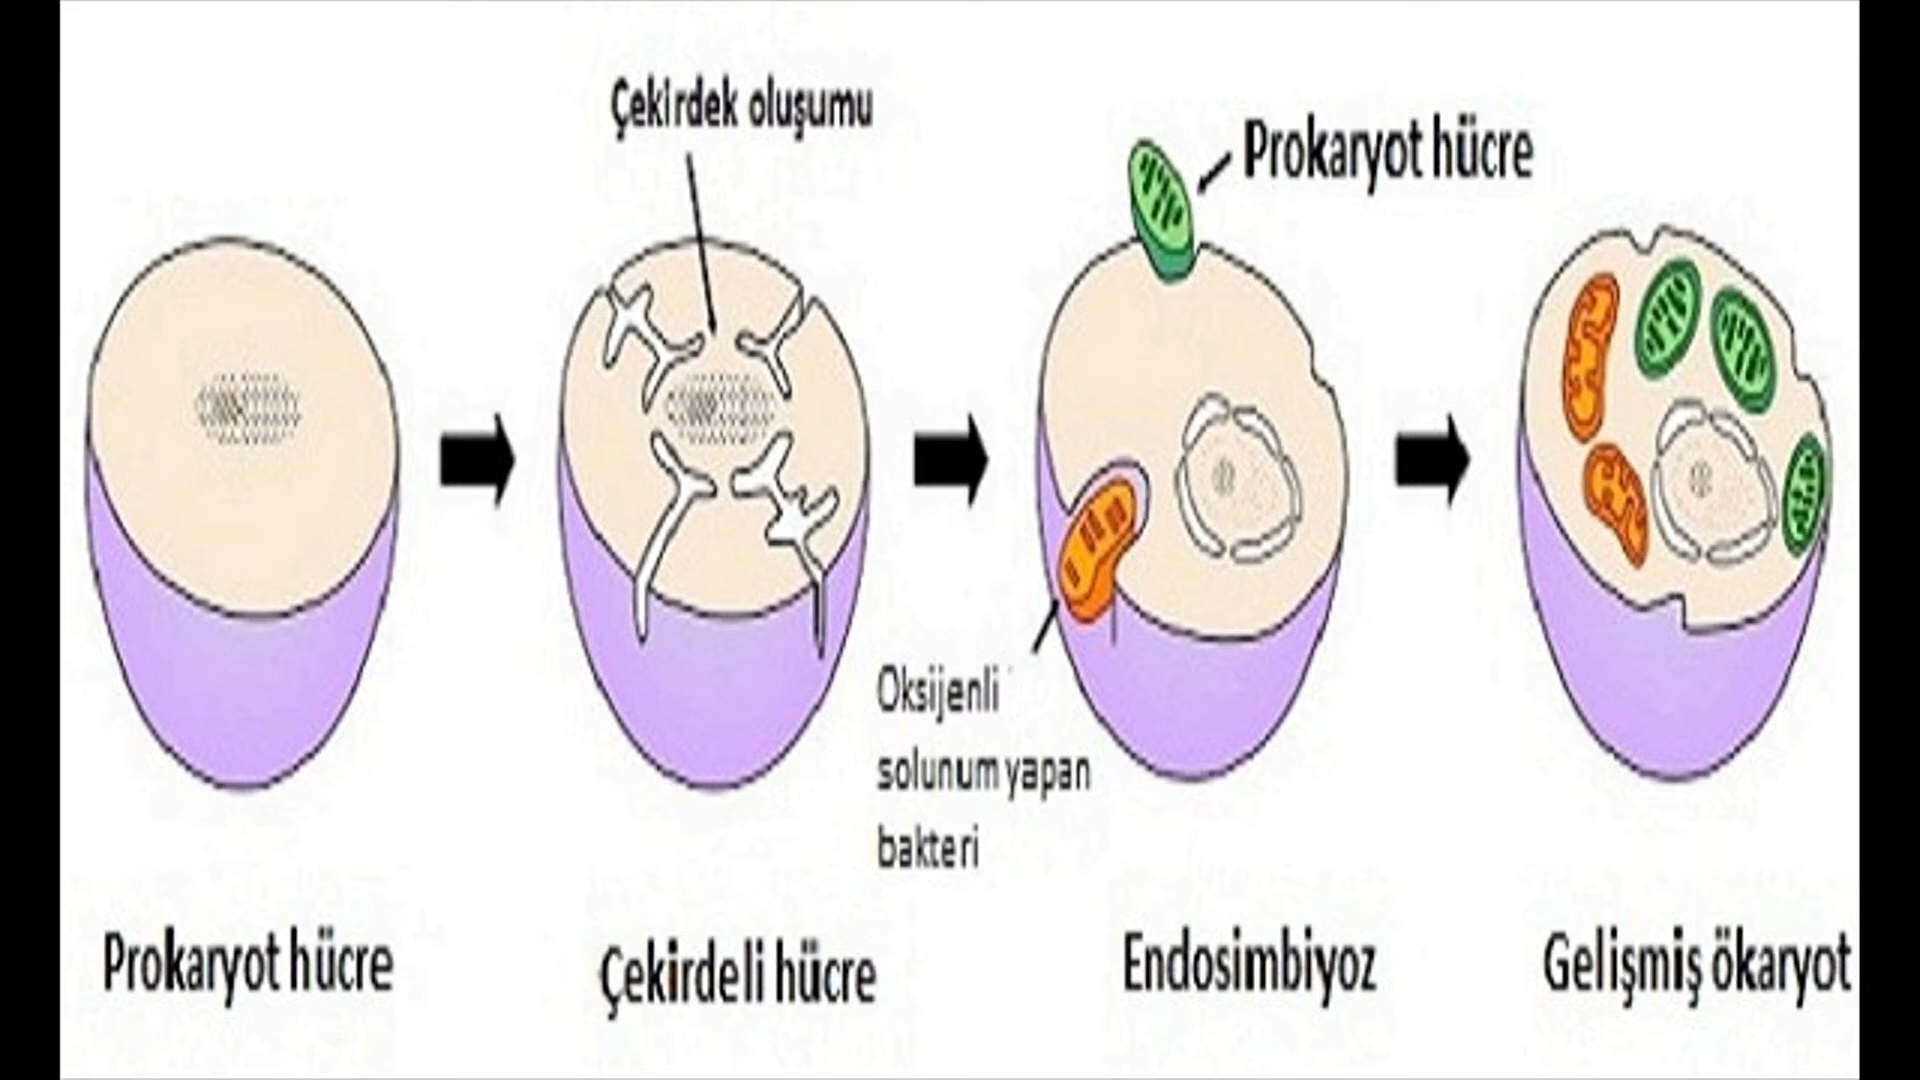 Çekirdek oluşumu
Prokaryot hücre
Oksijenli
solunum yapan
bakteri
Prokaryot hücre
Çekirdeli hücre
Endosimbiyoz
Gelişmiş ökaryot